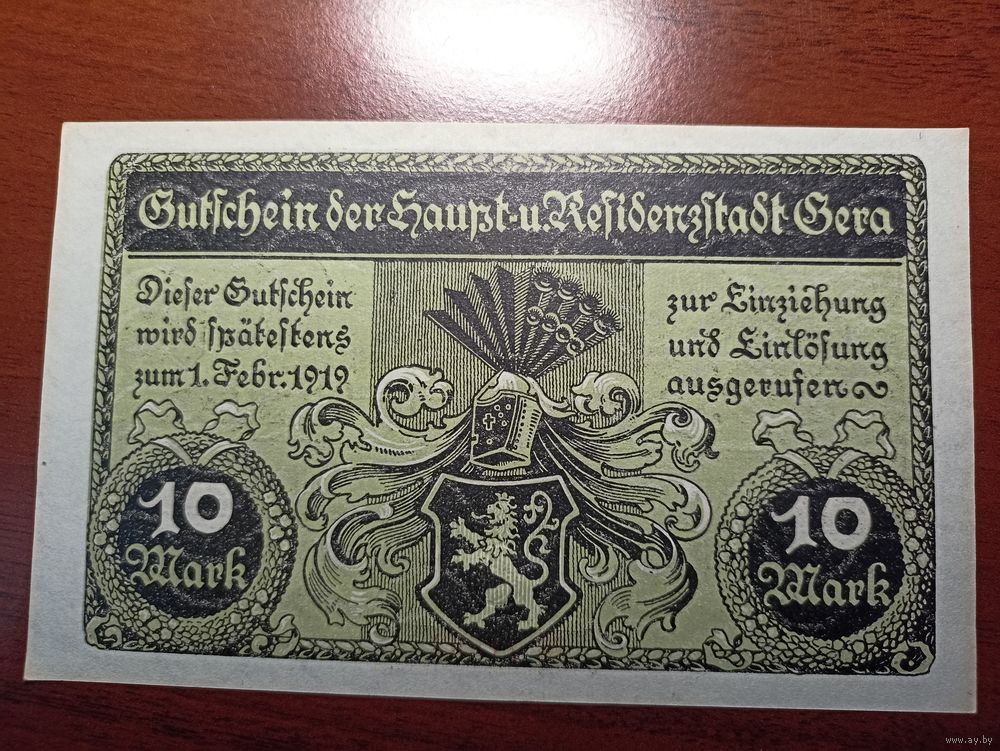 Gutschein der Haupt- u. Residenzstadt Gera
Dieser Gutschein
wird spätestens
zum 1. Febr. 1919
zur Einziehung
und Einlösung
ausgerufen
10
Mark
10
Mark
www.ay.by